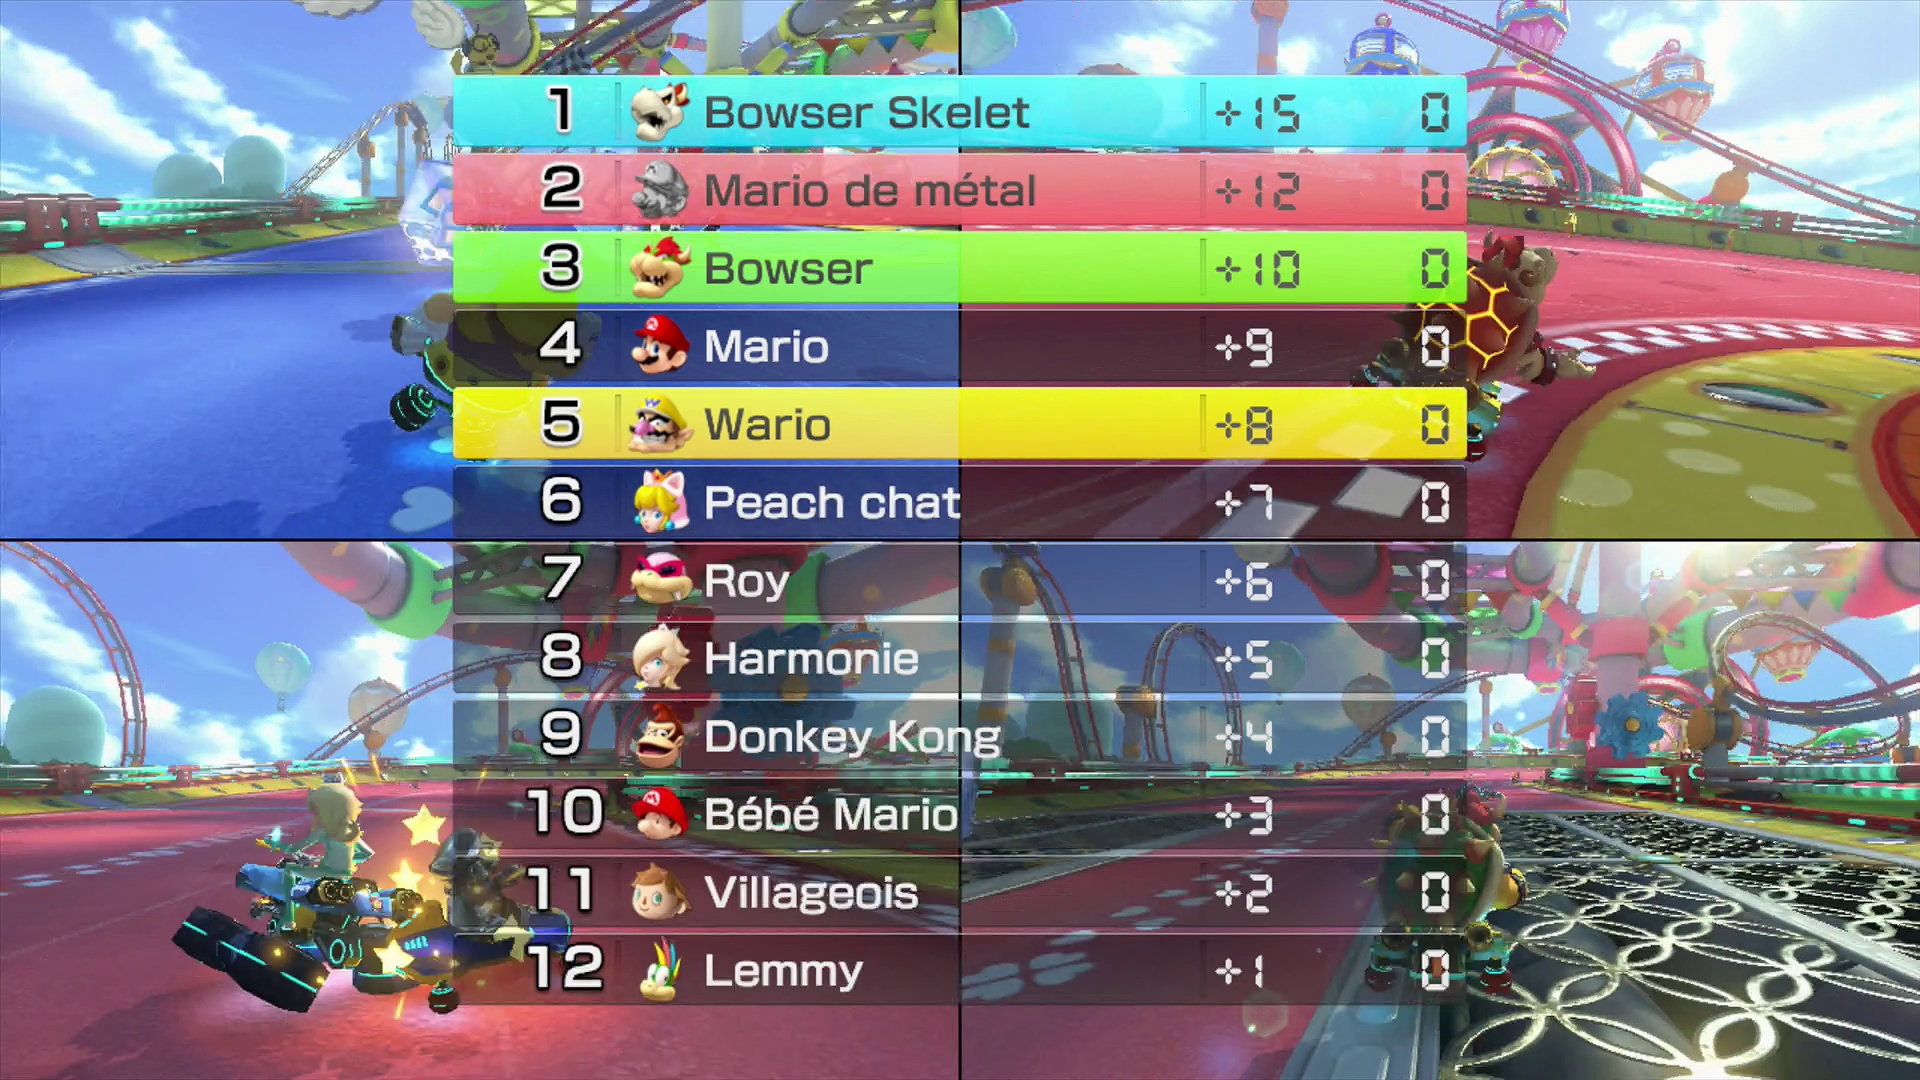 1 Bowser Skelet +15 0
2 Mario de métal +12 0
3 Bowser +10 0
4 Mario +9 0
5 Wario +8 0
6 Peach chat +7 0
7 Roy +6 0
8 Harmonie +5 0
9 Donkey Kong +4 0
10 Bébé Mario +3 0
11 Villageois +2 0
12 Lemmy +1 0